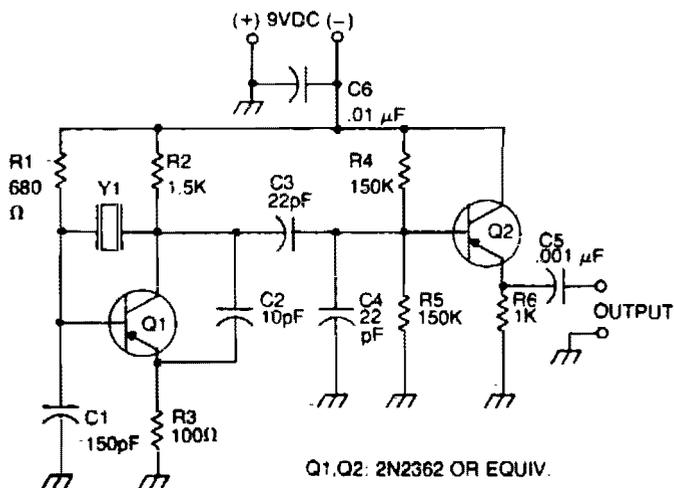 (+) 9VDC (−)
C6
.01 µF
R1
680
Ω
Y1
R2
1.5K
C3
22pF
R4
150K
Q2
C5
.001 µF
Q1
C2
10pF
C4
22
pF
R5
150K
R6
1K
OUTPUT
C1
150pF
R3
100Ω
Q1,Q2: 2N2362 OR EQUIV.